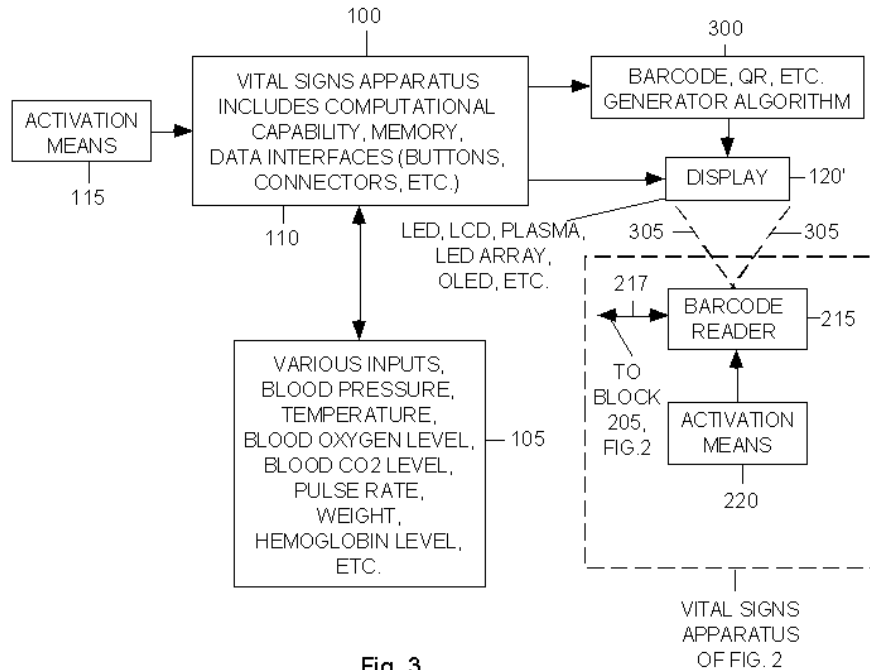 100
VITAL SIGNS APPARATUS
INCLUDES COMPUTATIONAL
CAPABILITY, MEMORY,
DATA INTERFACES (BUTTONS,
CONNECTORS, ETC.)
110
ACTIVATION
MEANS
115
300
BARCODE, QR, ETC.
GENERATOR ALGORITHM
DISPLAY
120'
LED, LCD, PLASMA,
LED ARRAY,
OLED, ETC.
305
305
217
BARCODE
READER
215
TO
BLOCK
205,
FIG.2
ACTIVATION
MEANS
220
VARIOUS INPUTS,
BLOOD PRESSURE,
TEMPERATURE,
BLOOD OXYGEN LEVEL,
BLOOD CO2 LEVEL,
PULSE RATE,
WEIGHT,
HEMOGLOBIN LEVEL,
ETC.
105
VITAL SIGNS
APPARATUS
OF FIG. 2
Fig. 3